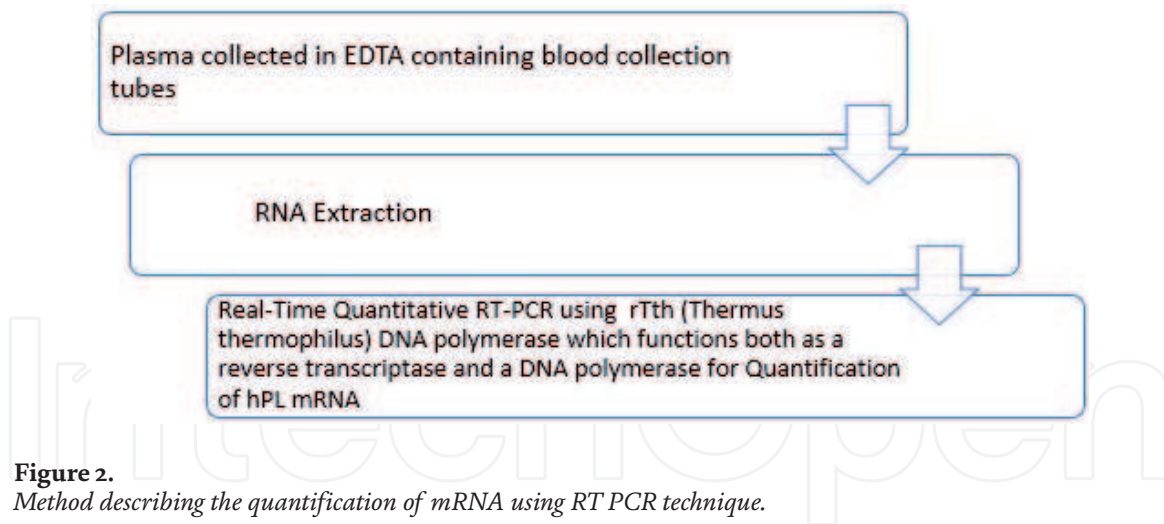 Plasma collected in EDTA containing blood collection
tubes
RNA Extraction
Real-Time Quantitative RT-PCR using rTth (Thermus
thermophilus) DNA polymerase which functions both as a
reverse transcriptase and a DNA polymerase for Quantification
of hPL mRNA
IntechOpen
Figure 2.
Method describing the quantification of mRNA using RT PCR technique.